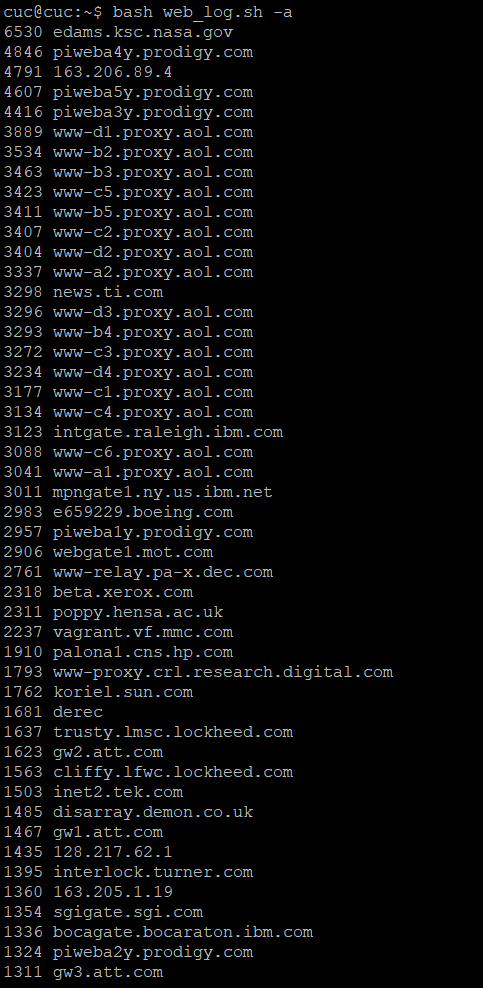 cuc@cuc:~$ bash web_log.sh -a
6530 edams.ksc.nasa.gov
4846 piweba4y.prodigy.com
4791 163.206.89.4
4607 piweba5y.prodigy.com
4416 piweba3y.prodigy.com
3889 www-d1.proxy.aol.com
3534 www-b2.proxy.aol.com
3463 www-b3.proxy.aol.com
3423 www-c5.proxy.aol.com
3411 www-b5.proxy.aol.com
3407 www-c2.proxy.aol.com
3404 www-d2.proxy.aol.com
3337 www-a2.proxy.aol.com
3298 news.ti.com
3296 www-d3.proxy.aol.com
3293 www-b4.proxy.aol.com
3272 www-c3.proxy.aol.com
3234 www-d4.proxy.aol.com
3177 www-c1.proxy.aol.com
3134 www-c4.proxy.aol.com
3123 intgate.raleigh.ibm.com
3088 www-c6.proxy.aol.com
3041 www-a1.proxy.aol.com
3011 mpngate1.ny.us.ibm.net
2983 e659229.boeing.com
2957 piweba1y.prodigy.com
2906 webgate1.mot.com
2761 www-relay.pa-x.dec.com
2318 beta.xerox.com
2311 poppy.hensa.ac.uk
2237 vagrant.vf.mmc.com
1910 palona1.cns.hp.com
1793 www-proxy.crl.research.digital.com
1762 koriel.sun.com
1681 derec
1637 trusty.lmsc.lockheed.com
1623 gw2.att.com
1563 cliffy.lfwc.lockheed.com
1503 inet2.tek.com
1485 disarray.demon.co.uk
1467 gw1.att.com
1435 128.217.62.1
1395 interlock.turner.com
1360 163.205.1.19
1354 sgigate.sgi.com
1336 bocagate.bocaraton.ibm.com
1324 piweba2y.prodigy.com
1311 gw3.att.com